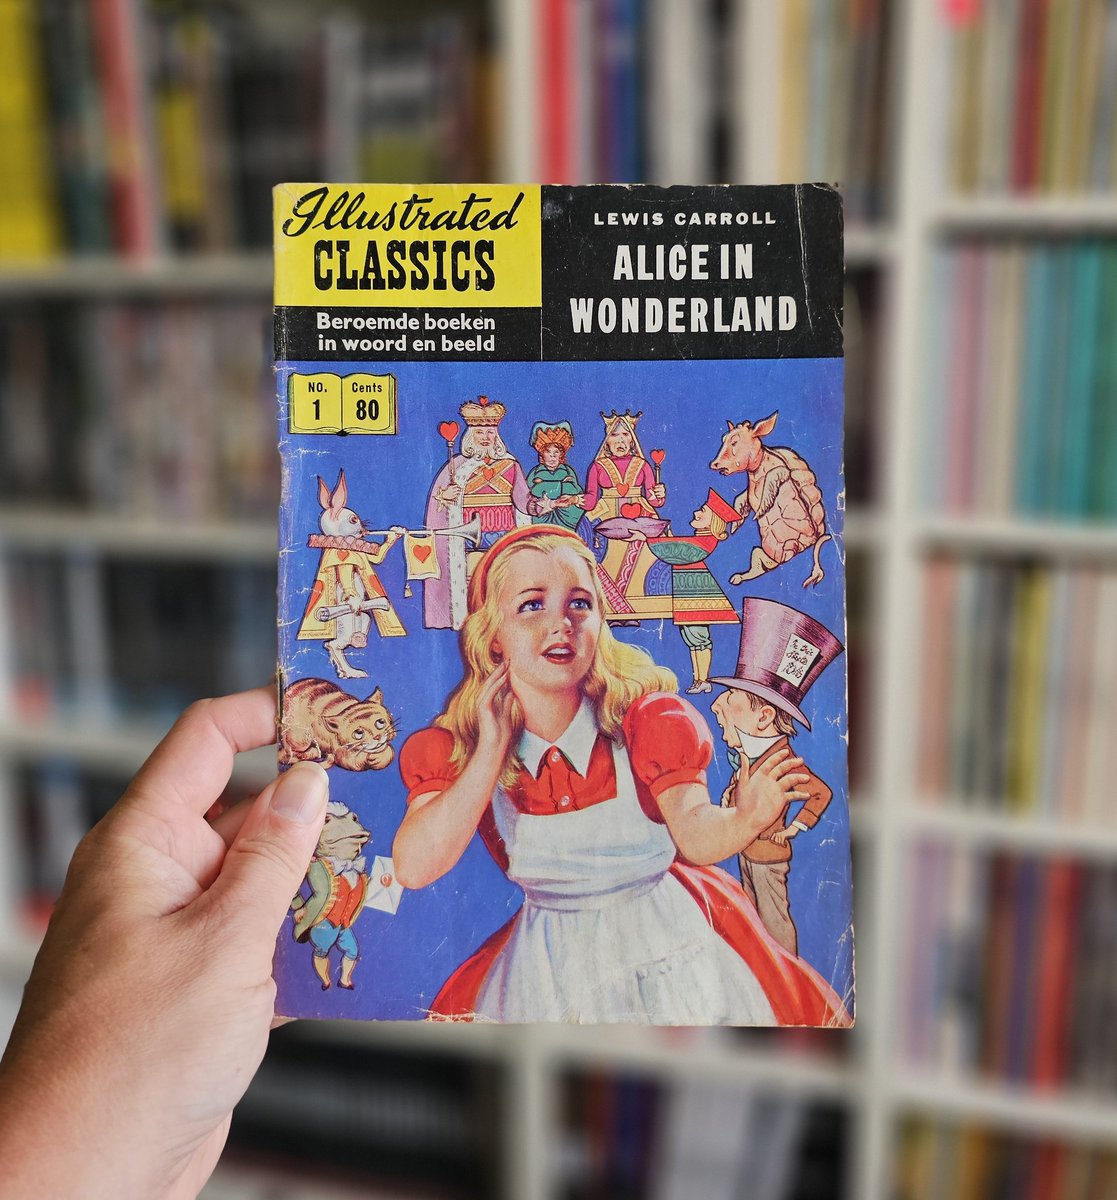 Illustrated
CLASSICS
Beroemde boeken
in woord en beeld
LEWIS CARROLL
ALICE IN
WONDERLAND
NO.
1
Cents
80